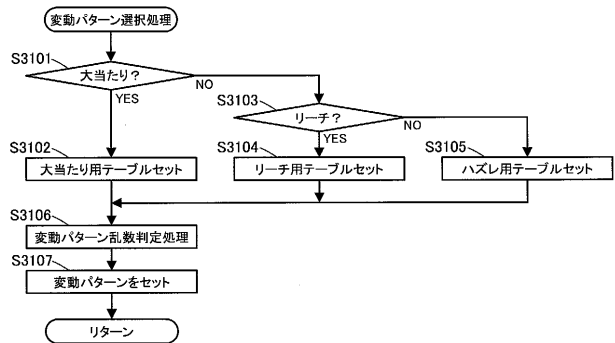 変動パターン選択処理
S3101
大当たり?
NO
YES
S3103
リーチ?
NO
YES
S3102
大当たり用テーブルセット
S3104
リーチ用テーブルセット
S3105
ハズレ用テーブルセット
S3106
変動パターン乱数判定処理
S3107
変動パターンをセット
リターン